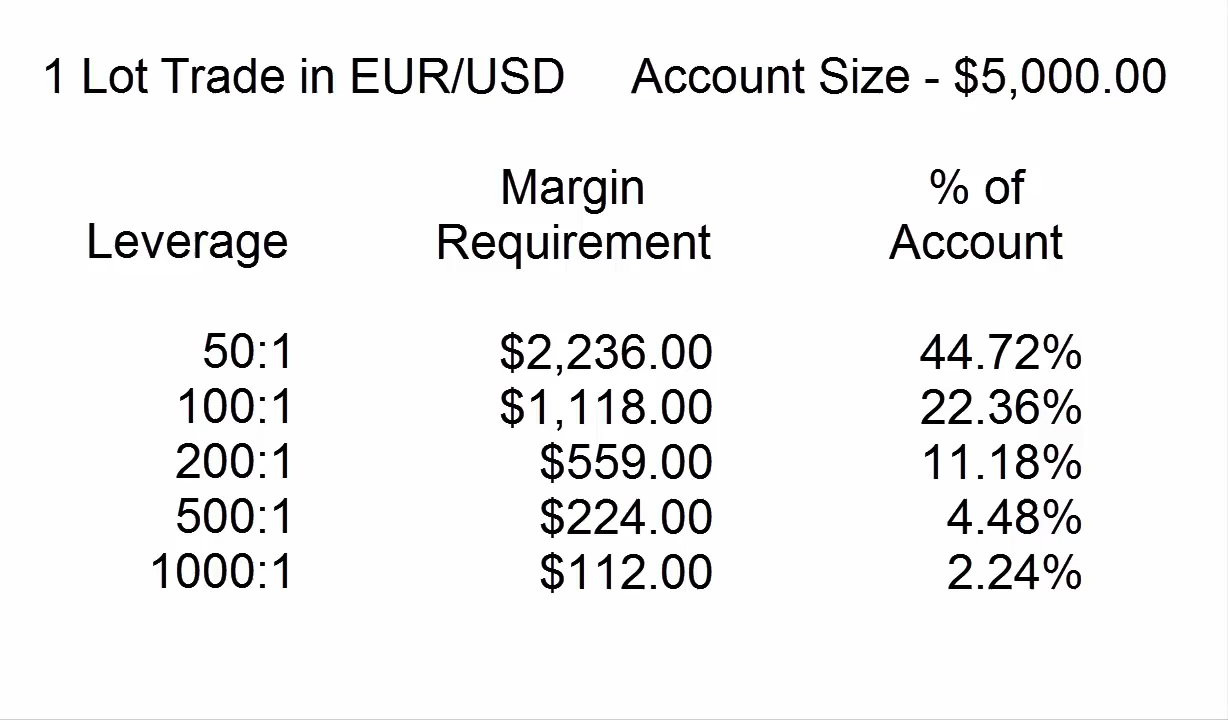 1 Lot Trade in EUR/USD Account Size - $5,000.00
Margin % of
Leverage Requirement Account
50:1 $2,236.00 44.72%
100:1 $1,118.00 22.36%
200:1 $559.00 11.18%
500:1 $224.00 4.48%
1000:1 $112.00 2.24%